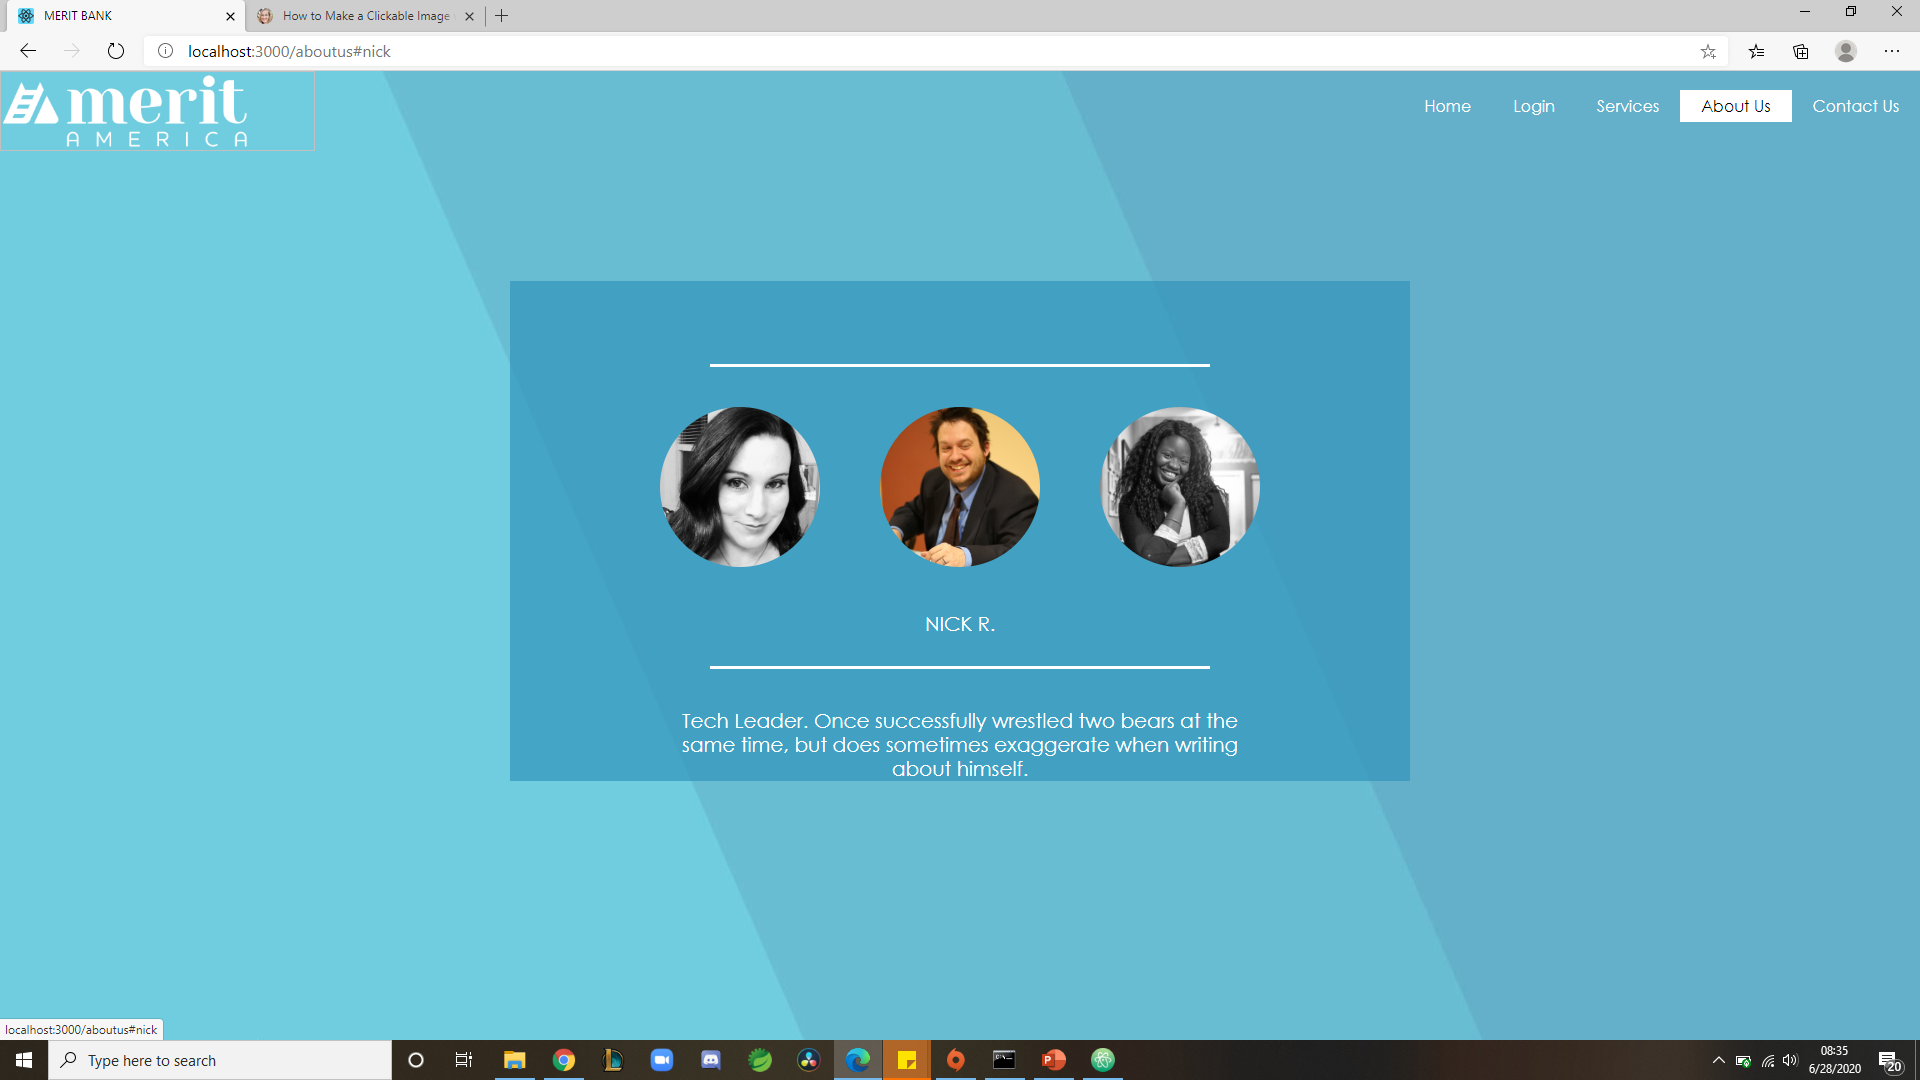 MERIT BANK
How to Make a Clickable Image
localhost:3000/aboutus#nick
merit
AMERICA
Home
Login
Services
About Us
Contact Us
NICK R.
Tech Leader. Once successfully wrestled two bears at the
same time, but does sometimes exaggerate when writing
about himself.
localhost:3000/aboutus#nick
Type here to search
08:35
6/28/2020
20